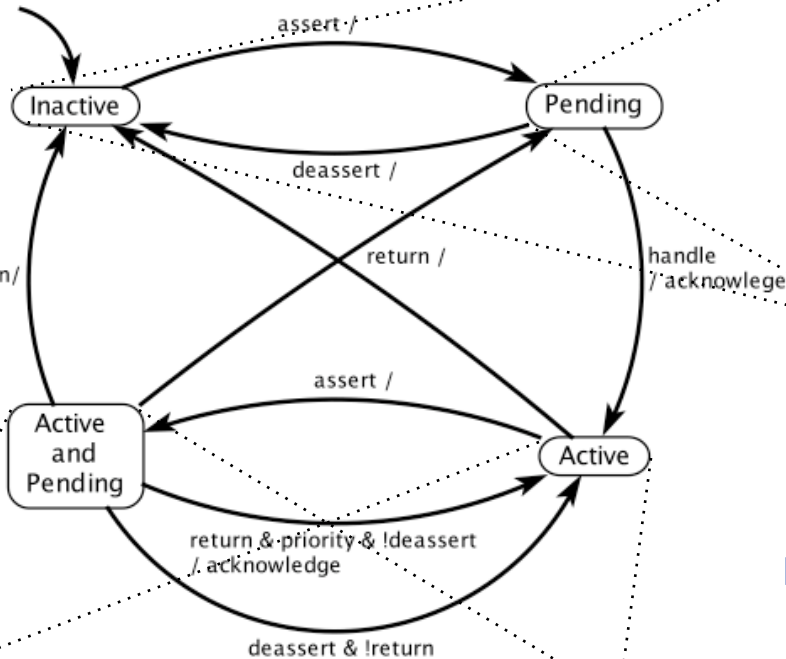 assert /
Inactive
Pending
deassert /
return /
handle
/ acknowlege
n/
assert /
Active
and
Pending
Active
return & priority & !deassert
/ acknowledge
deassert & !return